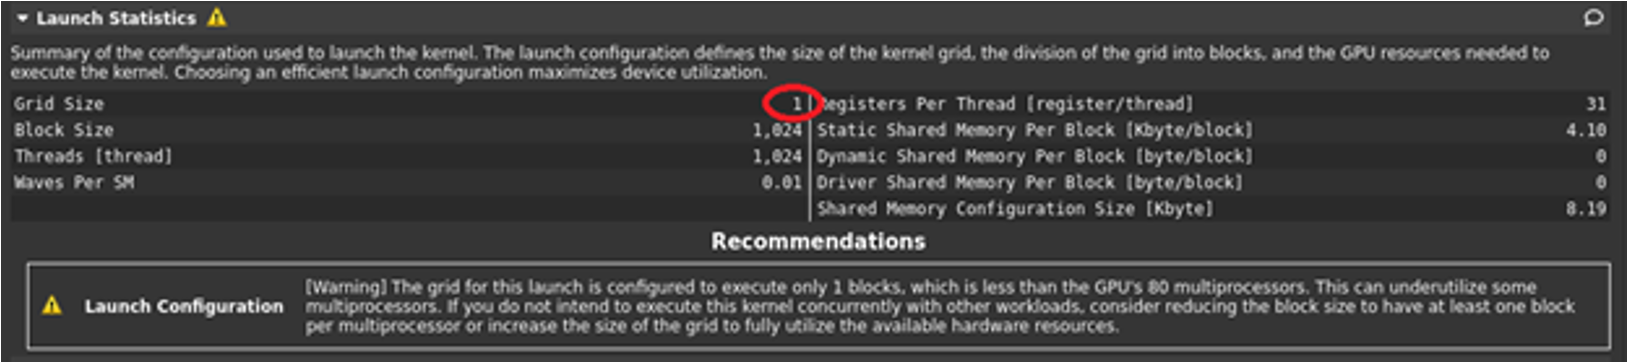 Launch Statistics
Summary of the configuration used to launch the kernel. The launch configuration defines the size of the kernel grid, the division of the grid into blocks, and the GPU resources needed to
execute the kernel. Choosing an efficient launch configuration maximizes device utilization.
Grid Size 1 Registers Per Thread [register/thread] 31
Block Size 1,024 Static Shared Memory Per Block [Kbyte/block] 4.10
Threads [thread] 1,024 Dynamic Shared Memory Per Block [byte/block] 0
Waves Per SM 0.01 Driver Shared Memory Per Block [byte/block] 0
Shared Memory Configuration Size [Kbyte] 8.19
Recommendations
[Warning] The grid for this launch is configured to execute only 1 blocks, which is less than the GPU's 80 multiprocessors. This can underutilize some
Launch Configuration multiprocessors. If you do not intend to execute this kernel concurrently with other workloads, consider reducing the block size to have at least one block
per multiprocessor or increase the size of the grid to fully utilize the available hardware resources.